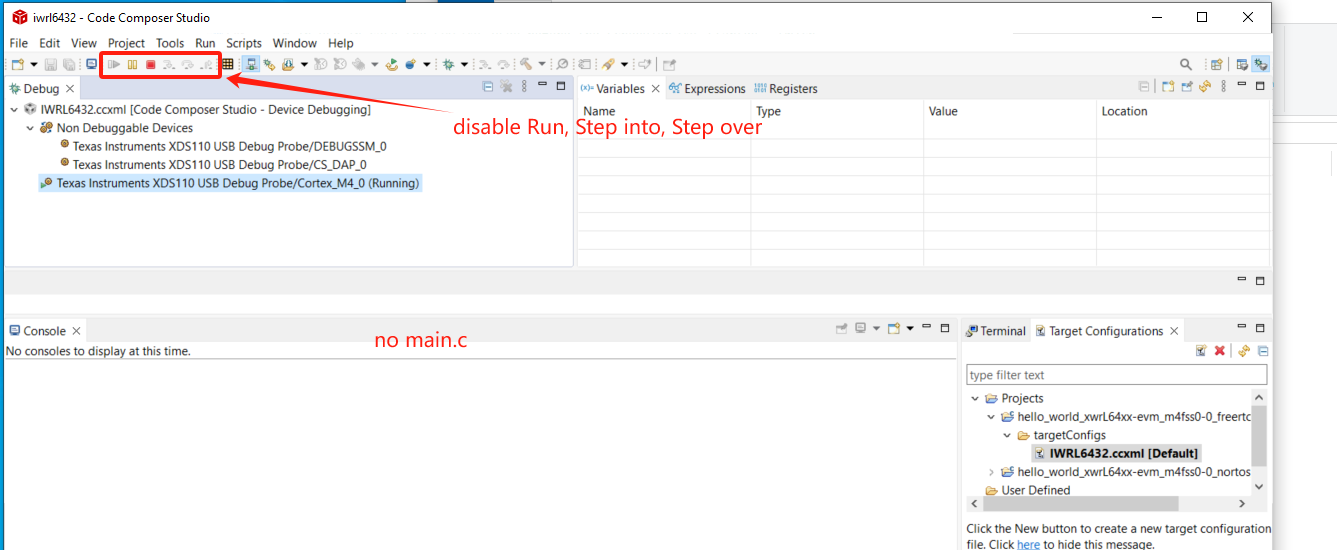 iwrl6432 - Code Composer Studio
File Edit View Project Tools Run Scripts Window Help
Debug
IWRL6432.ccxml [Code Composer Studio - Device Debugging]
Non Debuggable Devices
Texas Instruments XDS110 USB Debug Probe/DEBUGSSM_0
Texas Instruments XDS110 USB Debug Probe/CS_DAP_0
Texas Instruments XDS110 USB Debug Probe/Cortex_M4_0 (Running)
(x)= Variables Expressions Registers
Name Type Value Location
disable Run, Step into, Step over
Console
No consoles to display at this time.
no main.c
Terminal Target Configurations
type filter text
Projects
hello_world_xwrL64xx-evm_m4fss0-0_freertc
targetConfigs
IWRL6432.ccxml [Default]
hello_world_xwrL64xx-evm_m4fss0-0_nortos
User Defined
Click the New button to create a new target configuration
file. Click here to hide this message.